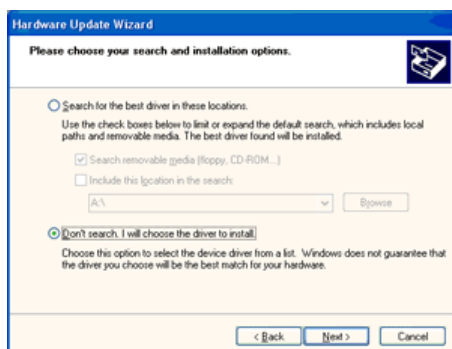 Hardware Update Wizard
Please choose your search and installation options.
Search for the best driver in these locations.
Use the check boxes below to limit or expand the default search, which includes local
paths and removable media. The best driver found will be installed.
Search removable media (floppy, CD-ROM...)
Include this location in the search:
A:\
Browse
Don't search. I will choose the driver to install.
Choose this option to select the device driver from a list. Windows does not guarantee that
the driver you choose will be the best match for your hardware.
< Back Next > Cancel